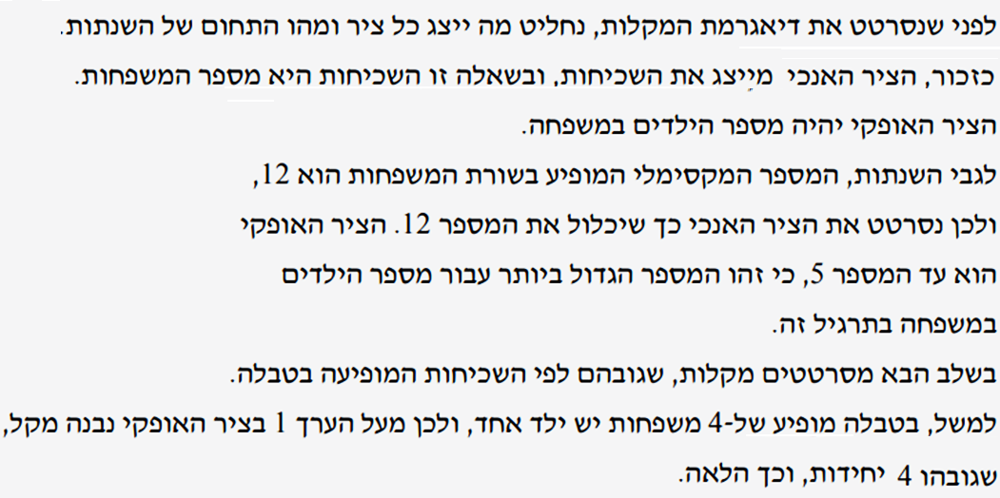 לפני שנסרטט את דיאגרמת המקלות, נחליט מה ייצג כל ציר ומהו התחום של השנתות.
כזכור, הציר האנכי מייצג את השכיחות, ובשאלה זו השכיחות היא מספר המשפחות.
הציר האופקי יהיה מספר הילדים במשפחה.
לגבי השנתות, המספר המקסימלי המופיע בשורת המשפחות הוא 12,
ולכן נסרטט את הציר האנכי כך שיכלול את המספר 12. הציר האופקי
הוא עד המספר 5, כי זהו המספר הגדול ביותר עבור מספר הילדים
במשפחה בתרגיל זה.
בשלב הבא מסרטטים מקלות, שגובהם לפי השכיחות המופיעה בטבלה.
למשל, בטבלה מופיע של-4 משפחות יש ילד אחד, ולכן מעל הערך 1 בציר האופקי נבנה מקל,
שגובהו 4 יחידות, וכך הלאה.